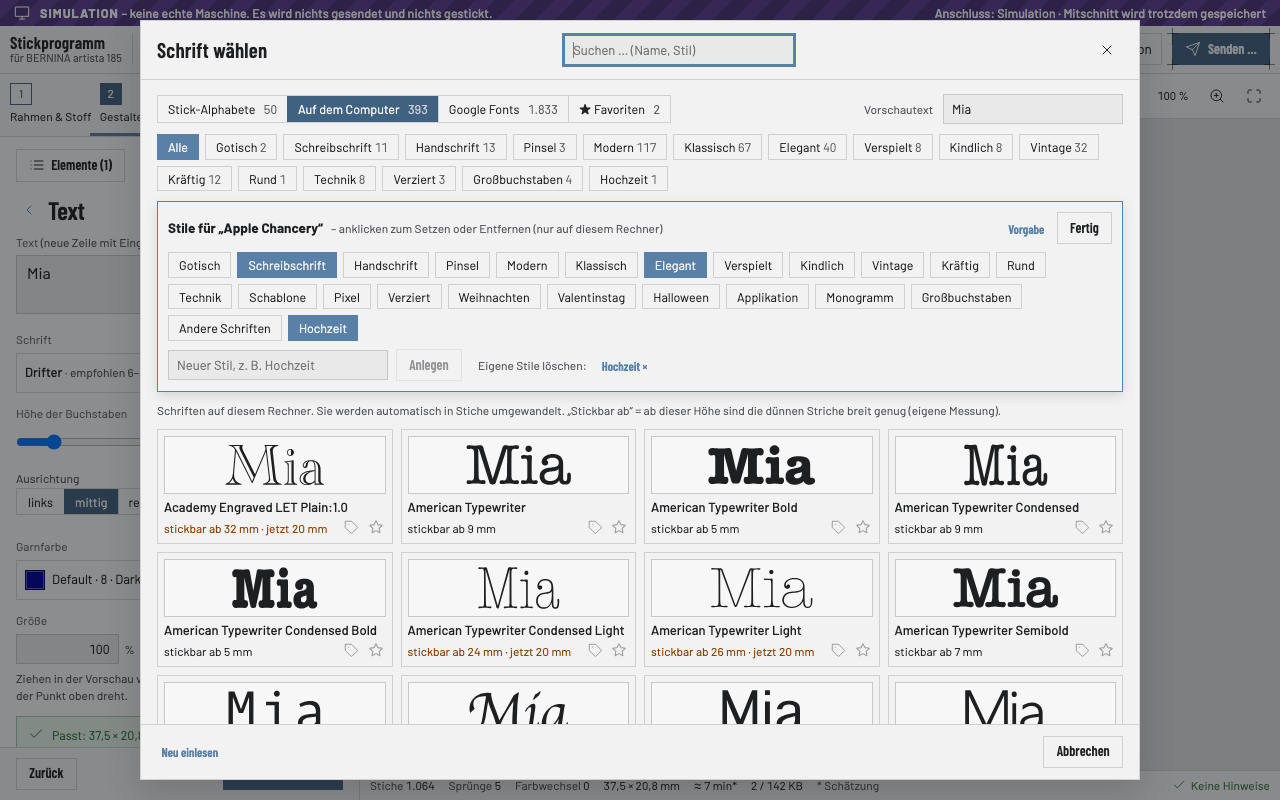 SIMULATION – keine echte Maschine. Es wird nichts gesendet und nichts gestickt.
Anschluss: Simulation · Mitschnitt wird trotzdem gespeichert
Stickprogramm
für BERNINA artista 185
Senden ...
1
2
Rahmen & Stoff
100 %
Elemente (1)
Text
Mia
Schrift
Drifter · empfohlen 6–
Höhe der Buchstaben
Ausrichtung
links
mittig
Garnfarbe
Default · 8 · Dark
Größe
100
%
Ziehen in der Vorschau
der Punkt oben dreht.
Passt: 37,5 × 20,8
Zurück
Schrift wählen
Suchen ... (Name, Stil)
Stick-Alphabete 50
Auf dem Computer 393
Google Fonts 1.833
Favoriten 2
Vorschautext
Mia
Alle
Gotisch 2
Schreibschrift 11
Handschrift 13
Pinsel 3
Modern 117
Klassisch 67
Elegant 40
Verspielt 8
Kindlich 8
Vintage 32
Kräftig 12
Rund 1
Technik 8
Verziert 3
Großbuchstaben 4
Hochzeit 1
Stile für „Apple Chancery“ – anklicken zum Setzen oder Entfernen (nur auf diesem Rechner)
Vorgabe
Fertig
Gotisch
Schreibschrift
Handschrift
Pinsel
Modern
Klassisch
Elegant
Verspielt
Kindlich
Vintage
Kräftig
Rund
Technik
Schablone
Pixel
Verziert
Weihnachten
Valentinstag
Halloween
Applikation
Monogramm
Großbuchstaben
Andere Schriften
Hochzeit
Neuer Stil, z. B. Hochzeit
Anlegen
Eigene Stile löschen:
Hochzeit ×
Schriften auf diesem Rechner. Sie werden automatisch in Stiche umgewandelt. „Stickbar ab“ = ab dieser Höhe sind die dünnen Striche breit genug (eigene Messung).
Mia
Academy Engraved LET Plain:1.0
stickbar ab 32 mm · jetzt 20 mm
Mia
American Typewriter
stickbar ab 9 mm
Mia
American Typewriter Bold
stickbar ab 5 mm
Mia
American Typewriter Condensed
stickbar ab 9 mm
Mia
American Typewriter Condensed Bold
stickbar ab 5 mm
Mia
American Typewriter Condensed Light
stickbar ab 24 mm · jetzt 20 mm
Mia
American Typewriter Light
stickbar ab 26 mm · jetzt 20 mm
Mia
American Typewriter Semibold
stickbar ab 7 mm
Mia
Mia
Mia
Mia
Neu einlesen
Abbrechen
Stiche 1.064
Sprünge 5
Farbwechsel 0
37,5 × 20,8 mm
≈ 7 min*
2 / 142 KB
* Schätzung
Keine Hinweise